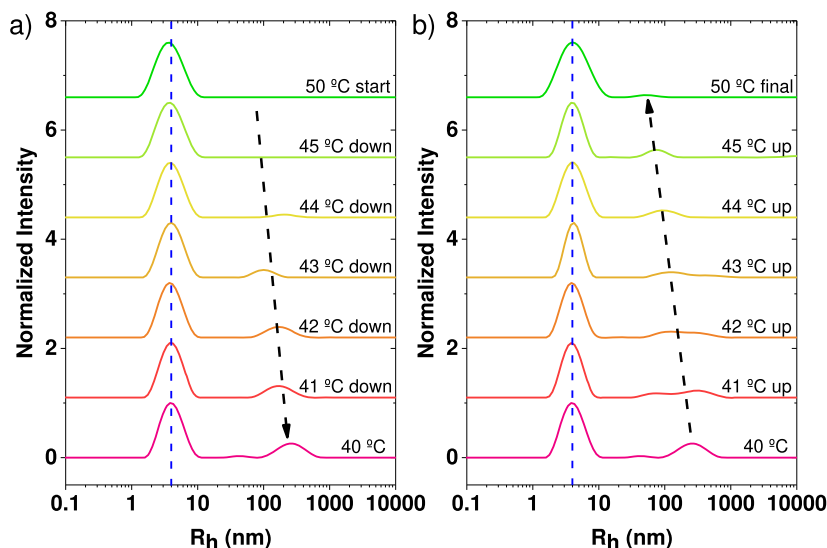 a)
8
6
4
2
0
Normalized Intensity
50 ºC start
45 ºC down
44 ºC down
43 ºC down
42 ºC down
41 ºC down
40 ºC
0.1 1 10 100 1000 10000
Rh (nm)
b)
8
6
4
2
0
Normalized Intensity
50 ºC final
45 ºC up
44 ºC up
43 ºC up
42 ºC up
41 ºC up
40 ºC
0.1 1 10 100 1000 10000
Rh (nm)